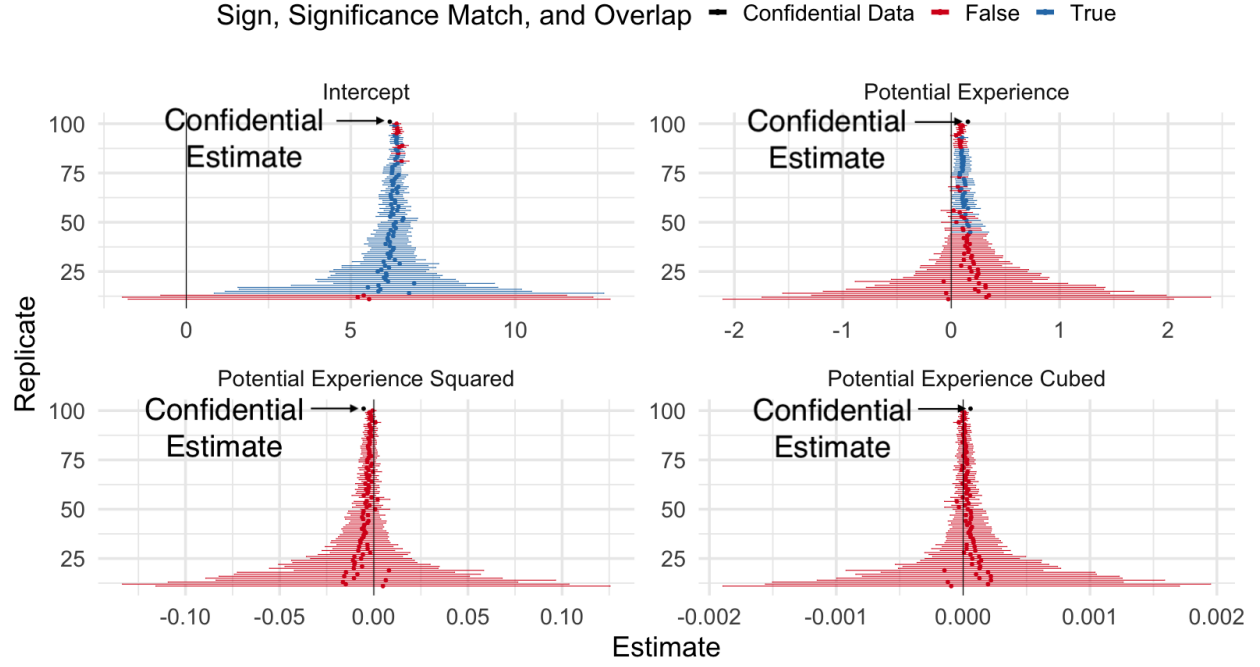 Sign, Significance Match, and Overlap Confidential Data False True
Intercept
Potential Experience
100
75
50
25
Confidential
Estimate
0 5 10
100
75
50
25
Confidential
Estimate
-2 -1 0 1 2
Potential Experience Squared
Potential Experience Cubed
100
75
50
25
Confidential
Estimate
-0.10 -0.05 0.00 0.05 0.10
100
75
50
25
Confidential
Estimate
-0.002 -0.001 0.000 0.001 0.002
Replicate
Estimate